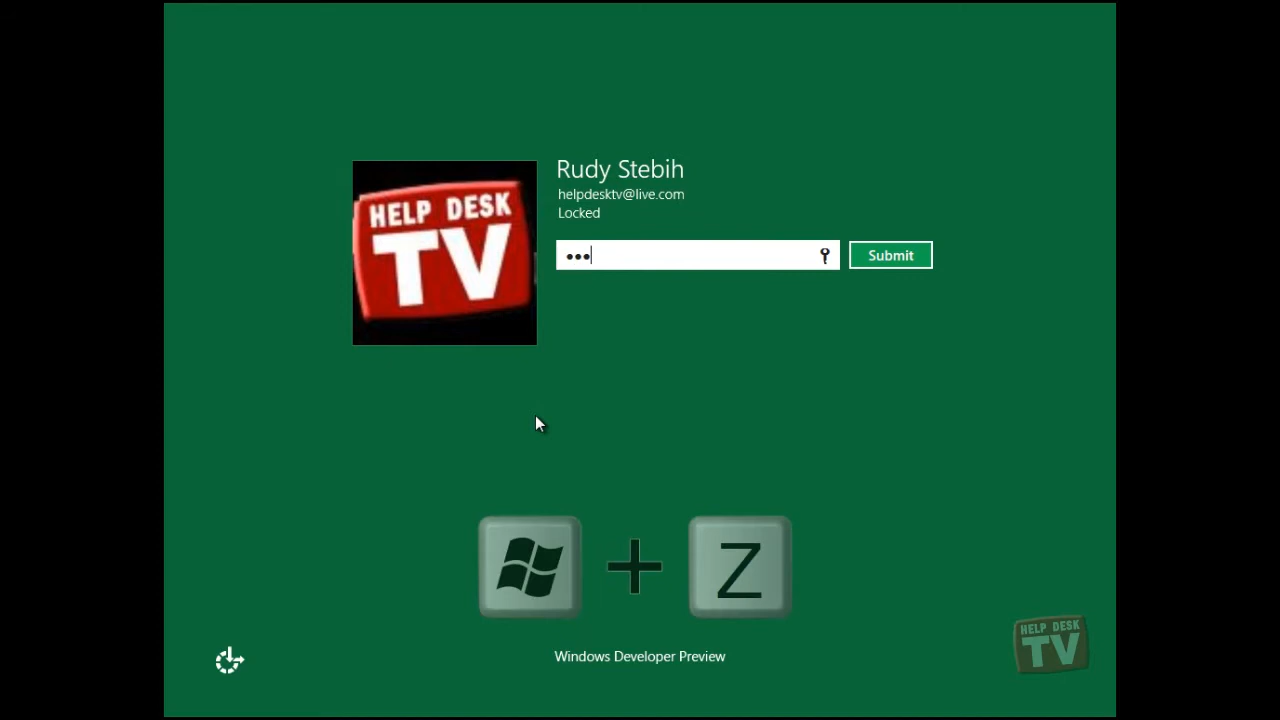 HELP DESK
TV
Rudy Stebih
helpdesktv@live.com
Locked
•••
Submit
+ Z
Windows Developer Preview
HELP DESK
TV